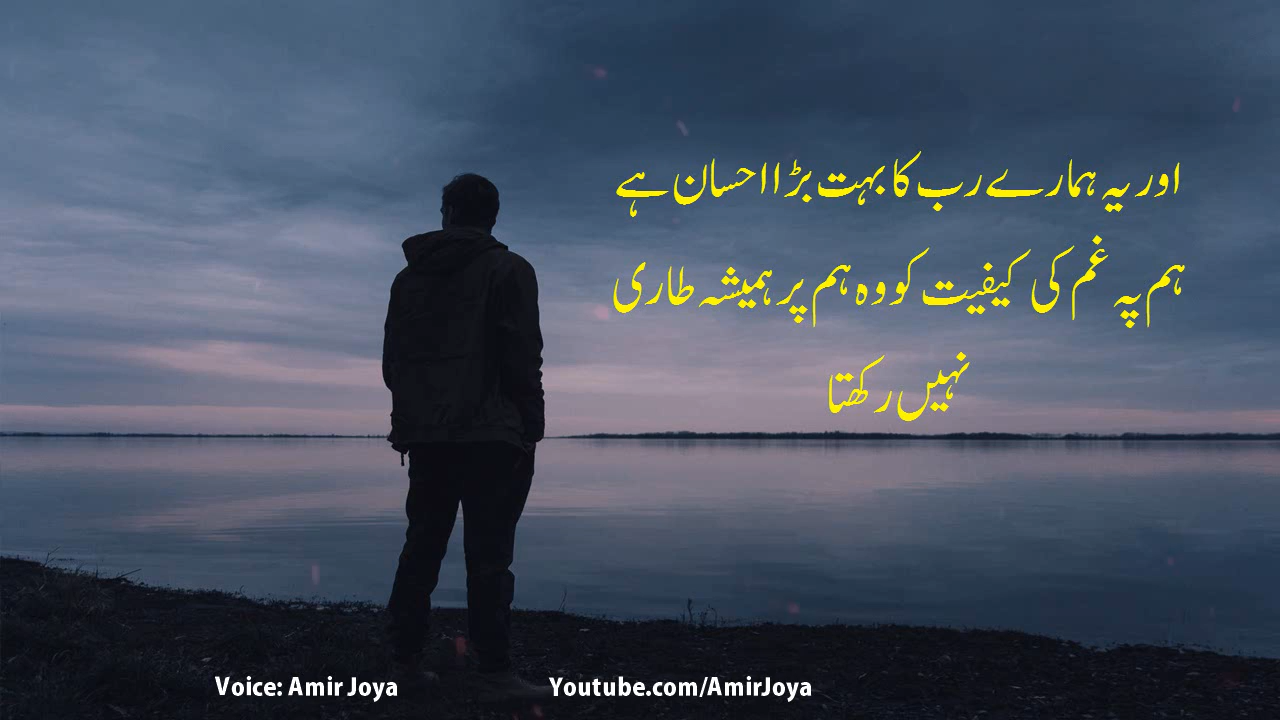 اور یہ ہمارے رب کا بہت بڑا احسان ہے
ہم پہ غم کی کیفیت کو وہ ہم پر ہمیشہ طاری
نہیں رکھتا
Voice: Amir Joya
Youtube.com/AmirJoya